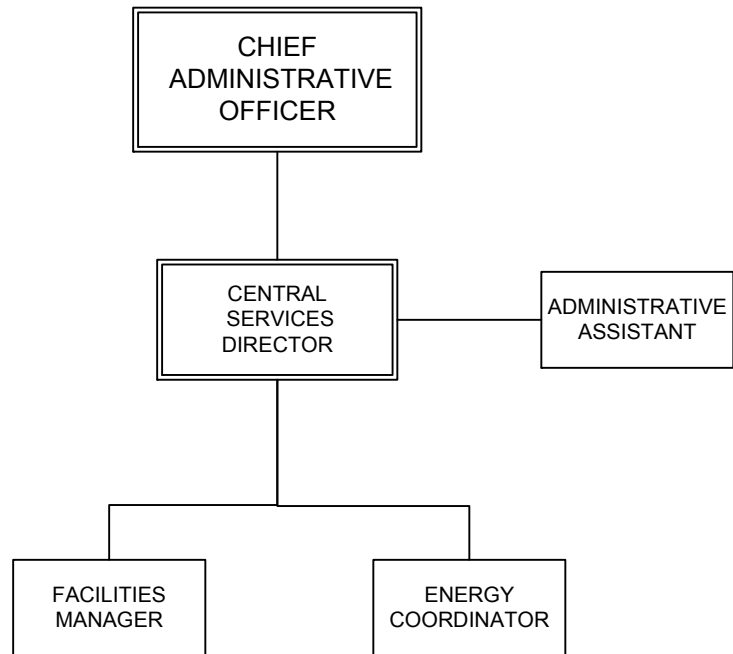 CHIEF
ADMINISTRATIVE
OFFICER
CENTRAL
SERVICES
DIRECTOR
ADMINISTRATIVE
ASSISTANT
FACILITIES
MANAGER
ENERGY
COORDINATOR